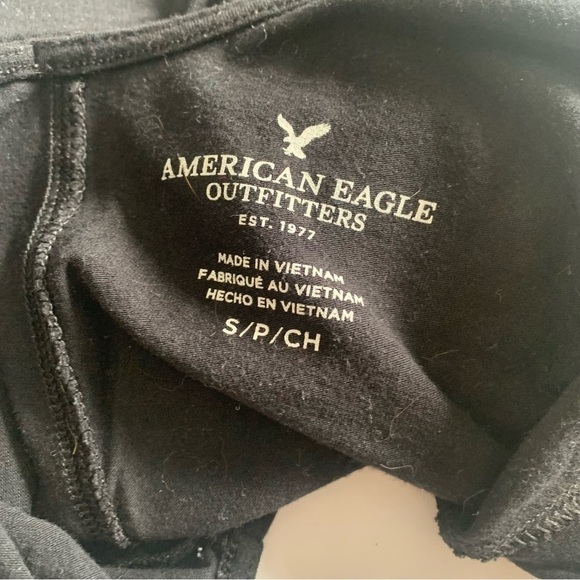 AMERICAN EAGLE
OUTFITTERS
EST. 1977
MADE IN VIETNAM
FABRIQUÉ AU VIETNAM
HECHO EN VIETNAM
S/P/CH